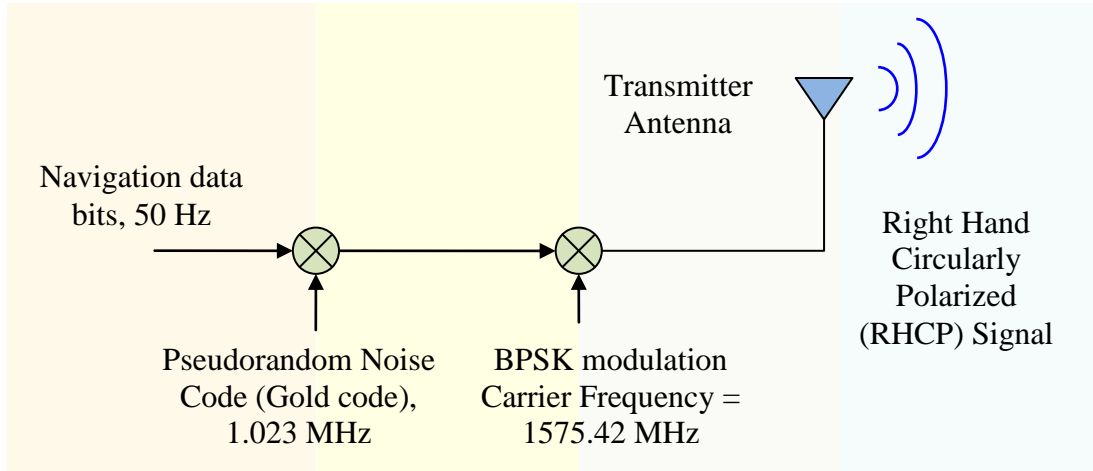 Transmitter
Antenna
Navigation data
bits, 50 Hz
Right Hand
Circularly
Polarized
(RHCP) Signal
Pseudorandom Noise
Code (Gold code),
1.023 MHz
BPSK modulation
Carrier Frequency =
1575.42 MHz